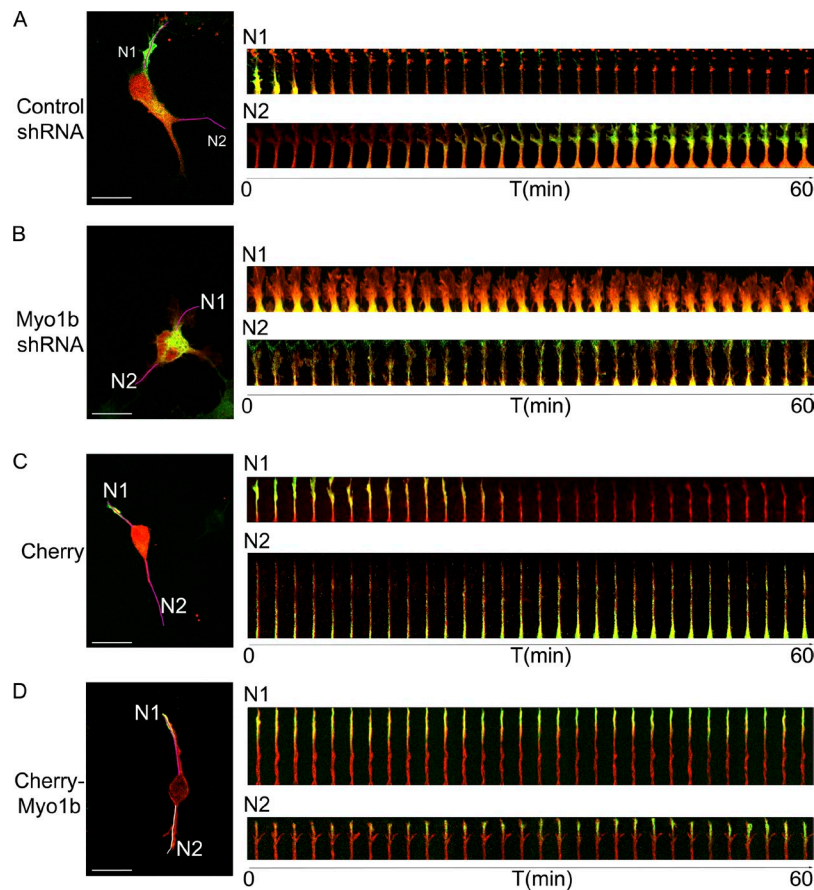 A
Control
shRNA
N1
N2
N1
N2
0
T(min)
60
B
Myo1b
shRNA
N1
N2
N1
N2
0
T(min)
60
C
Cherry
N1
N2
N1
N2
0
T(min)
60
D
Cherry-
Myo1b
N1
N2
N1
N2
0
T(min)
60